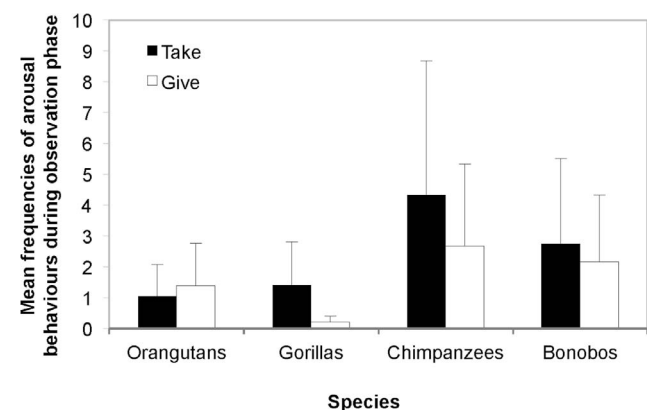 Mean frequencies of arousal
behaviours during observation phase
10
9
8
7
6
5
4
3
2
1
0
Take
Give
Orangutans Gorillas Chimpanzees Bonobos
Species